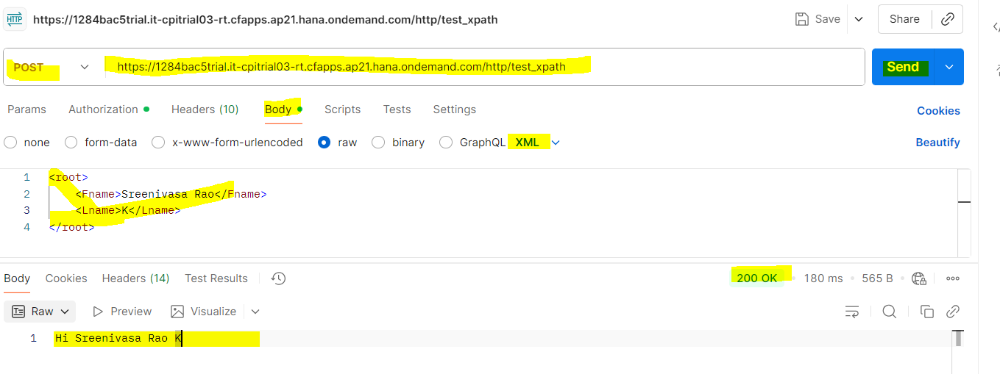 HTTP https://1284bac5trial.it-cpitrial03-rt.cfapps.ap21.hana.ondemand.com/http/test_xpath Save Share
POST https://1284bac5trial.it-cpitrial03-rt.cfapps.ap21.hana.ondemand.com/http/test_xpath Send
Params Authorization Headers (10) Body Scripts Tests Settings Cookies
none form-data x-www-form-urlencoded raw binary GraphQL XML Beautify
1 <root>
2 <Fname>Sreenivasa Rao</Fname>
3 <Lname>K</Lname>
4 </root>
Body Cookies Headers (14) Test Results 200 OK 180 ms 565 B
Raw Preview Visualize
1 Hi Sreenivasa Rao K